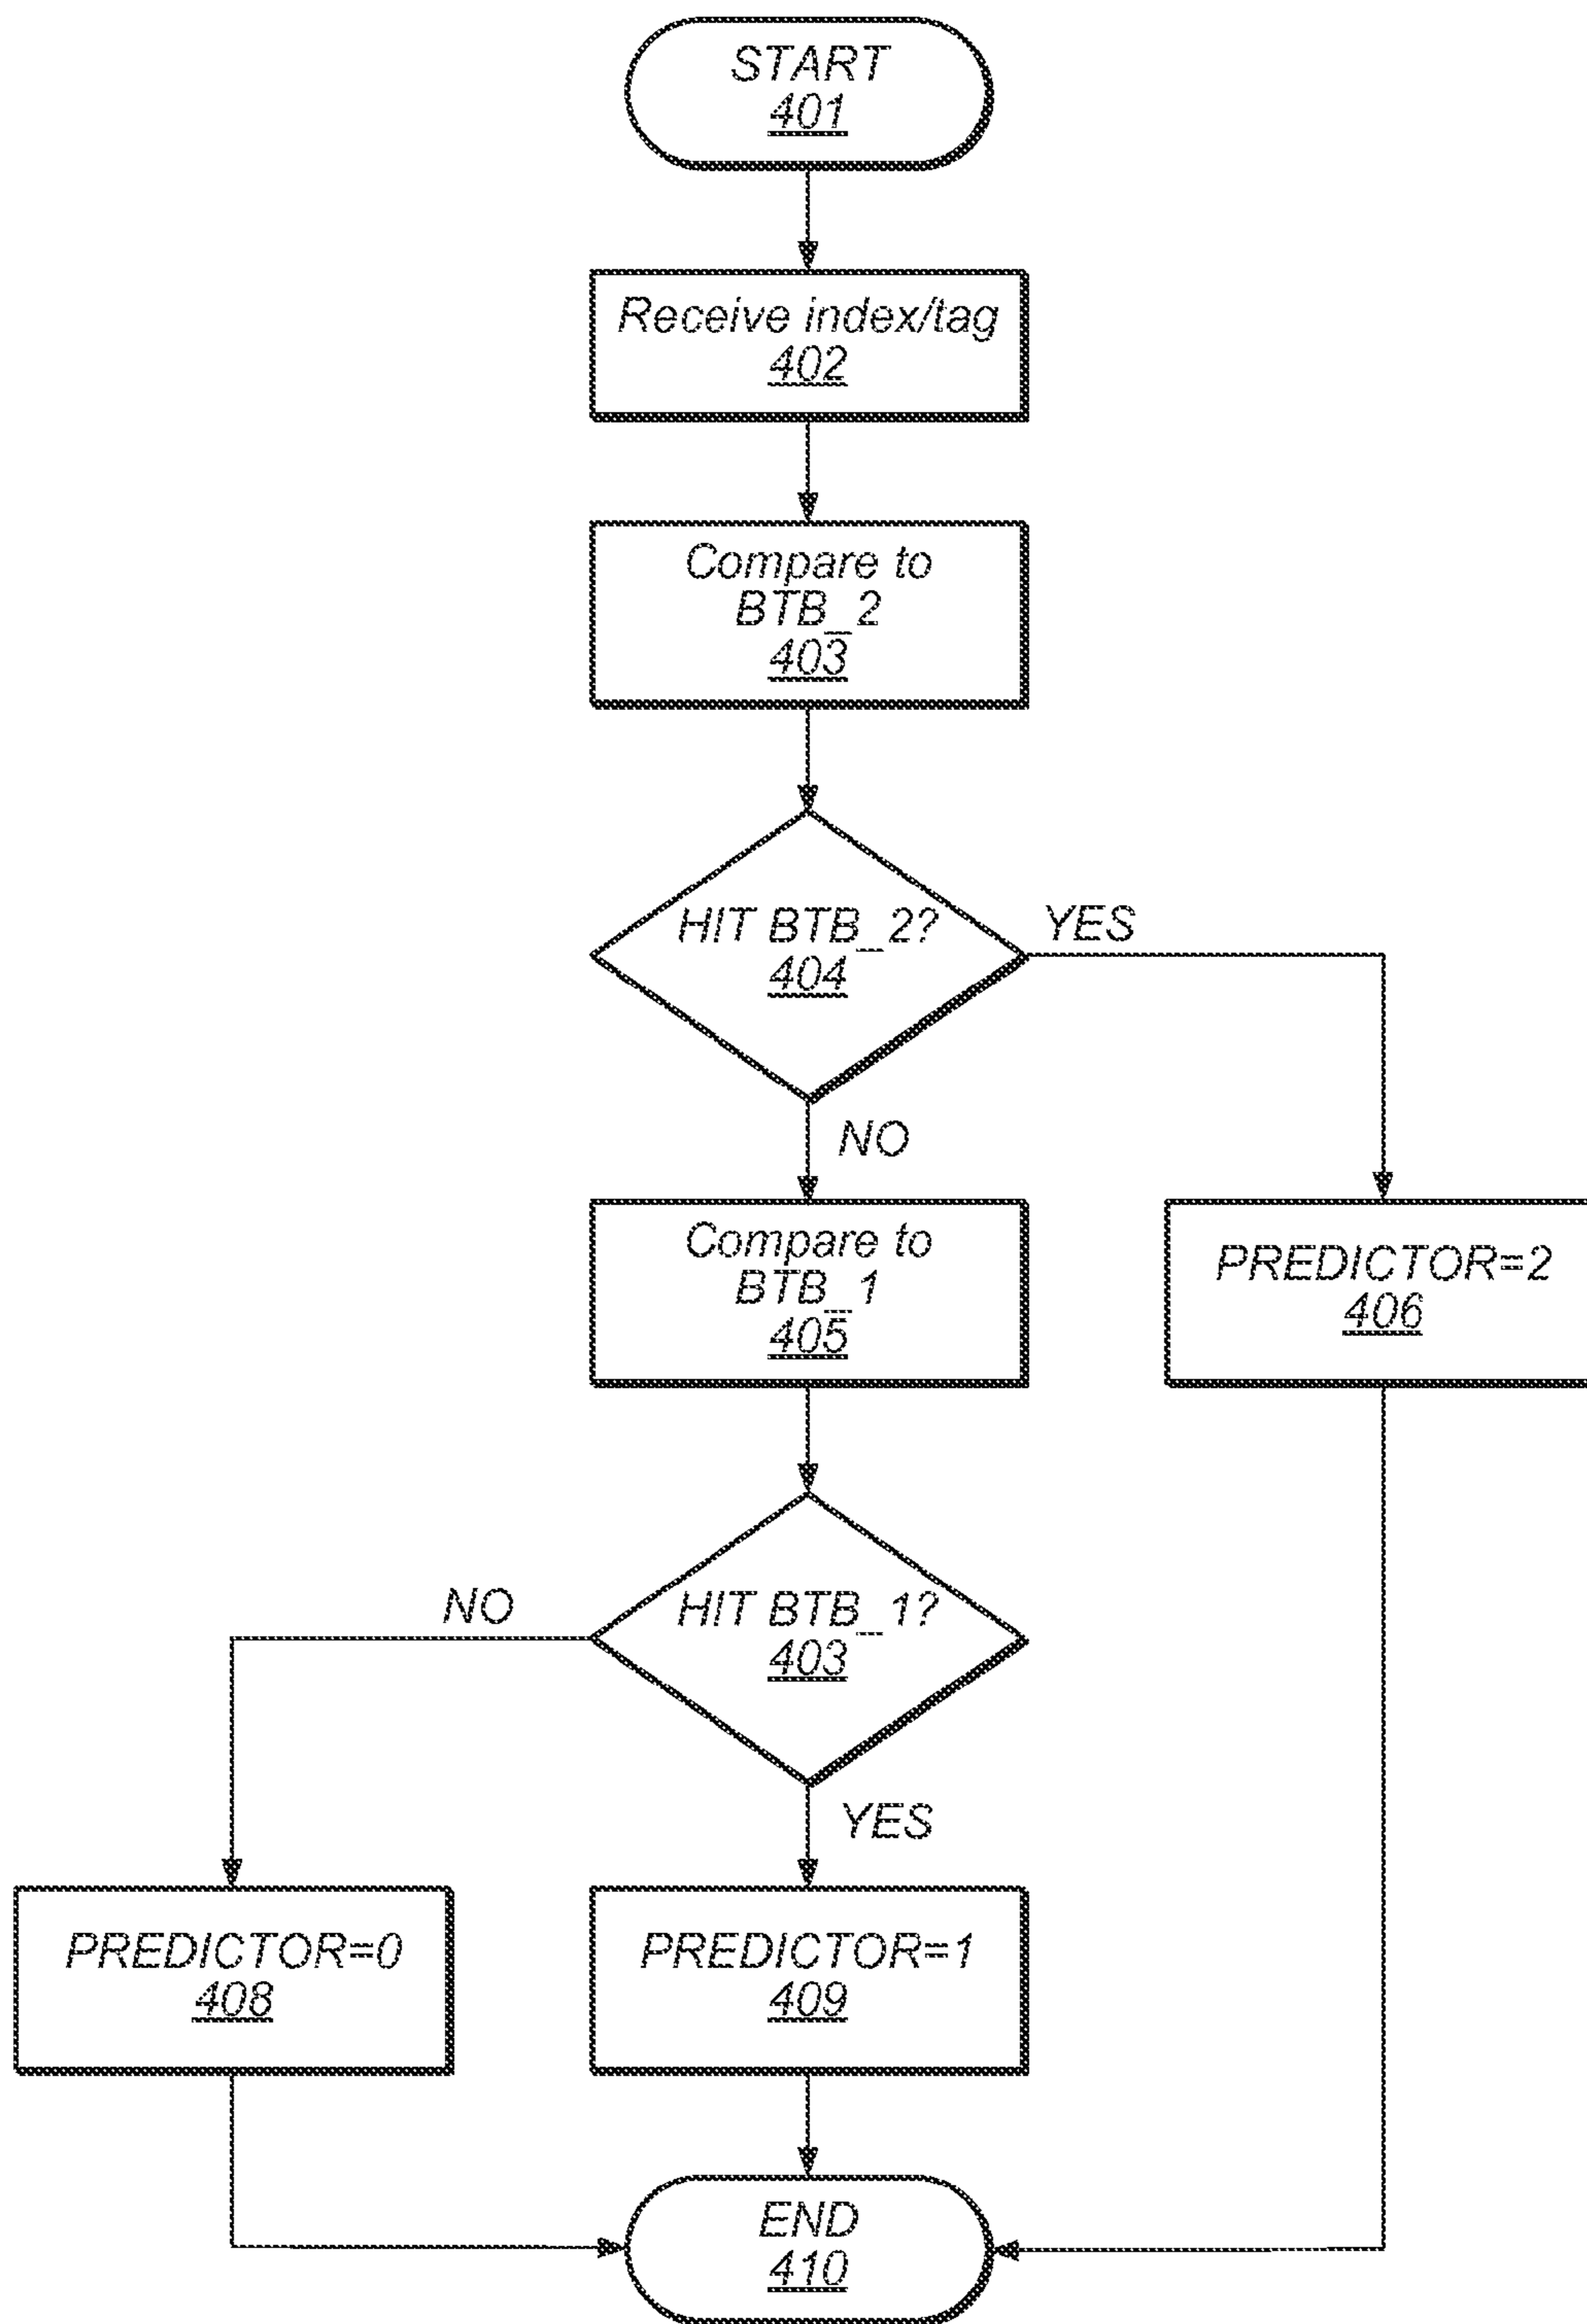 START
401
Receive index/tag
402
Compare to
BTB_2
403
HIT BTB_2?
404
YES
NO
Compare to
BTB_1
405
PREDICTOR=2
406
HIT BTB_1?
403
NO
YES
PREDICTOR=0
408
PREDICTOR=1
409
END
410